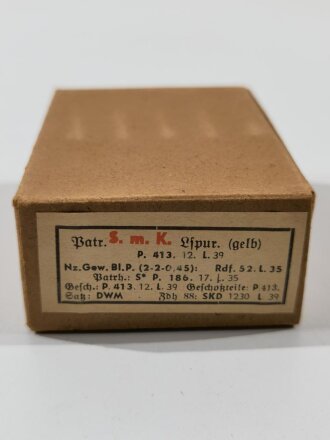 Patr. S. m. K. L'spur. (gelb)
P. 413. 12. L. 39
Nz. Gew. Bl. P. (2-2-0,45): Rdf. 52. L. 35
Patrh.: S* P. 186. 17. L. 35
Gesch.: P. 413. 12. L. 39 Geschoßteile: P 413.
Satz: DWM Zdh 88: SKD 1230 L 39